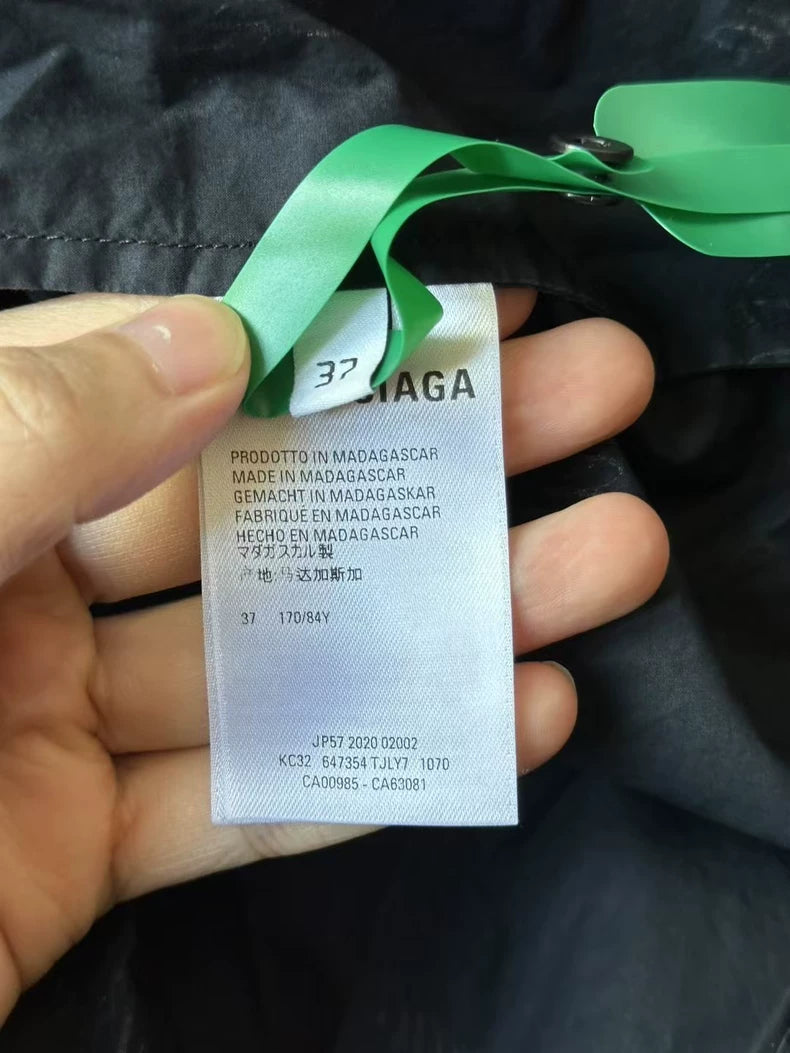 37
CIAGA
PRODOTTO IN MADAGASCAR
MADE IN MADAGASCAR
GEMACHT IN MADAGASKAR
FABRIQUE EN MADAGASCAR
HECHO EN MADAGASCAR
マダガスカル製
产地:马达加斯加
37 170/84Y
JP57 2020 02002
KC32 647354 TJLY7 1070
CA00985 - CA63081